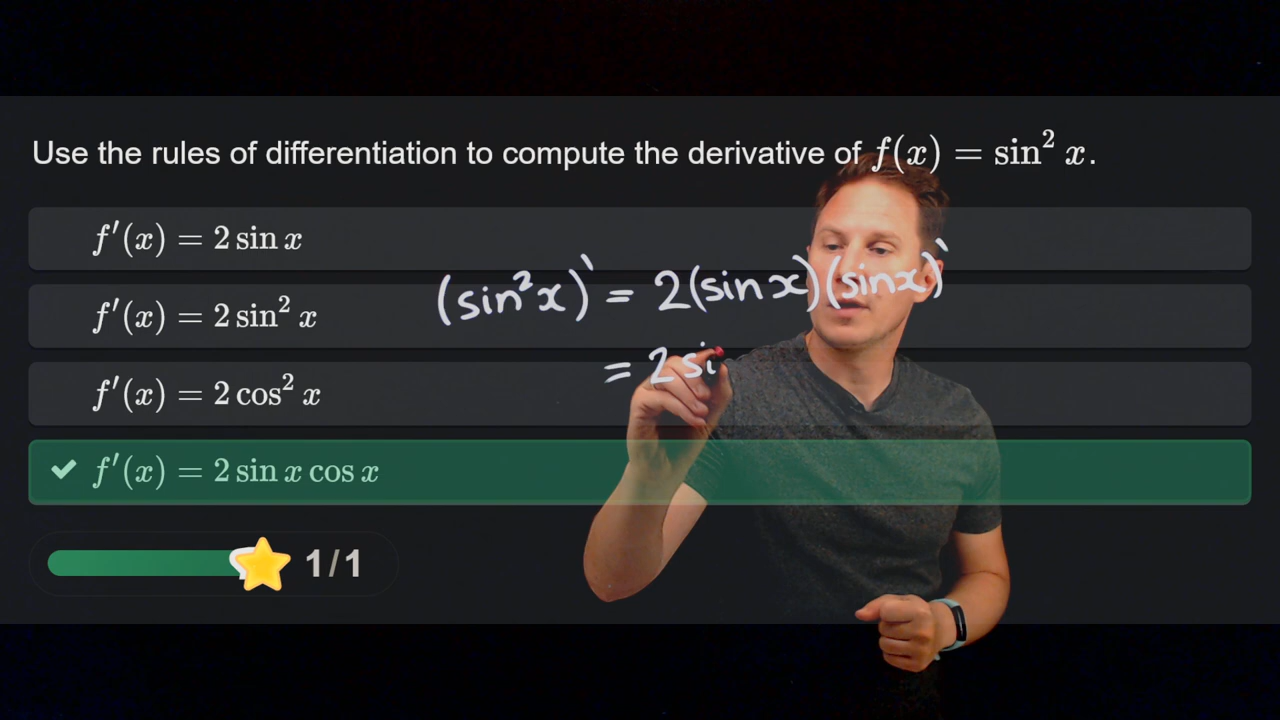 Use the rules of differentiation to compute the derivative of f(x) = sin² x.
f′(x) = 2 sin x
(sin²x)` = 2(sin x)(sinx)`
f′(x) = 2 sin² x
= 2 si
f′(x) = 2 cos² x
✓ f′(x) = 2 sin x cos x
1/1